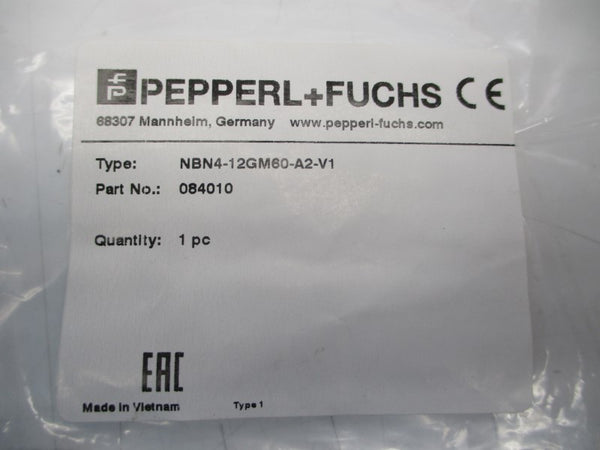 PEPPERL+FUCHS CE
68307 Mannheim, Germany www.pepperl-fuchs.com
Type: NBN4-12GM60-A2-V1
Part No.: 084010
Quantity: 1 pc
EAC
Made in Vietnam Type 1